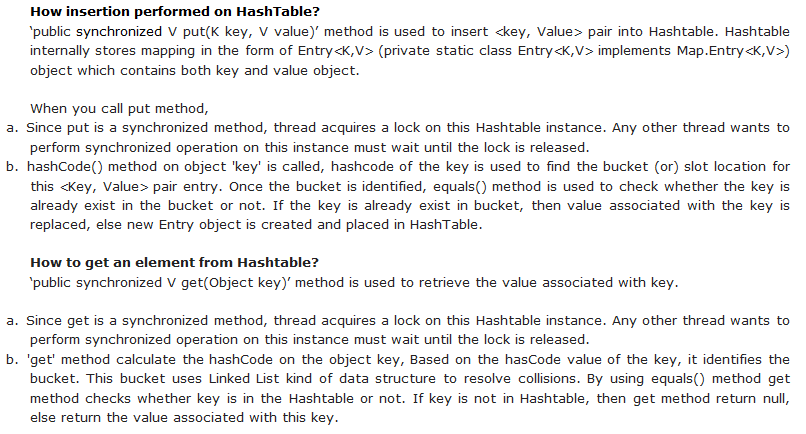 How insertion performed on HashTable?
‘public synchronized V put(K key, V value)’ method is used to insert <key, Value> pair into Hashtable. Hashtable
internally stores mapping in the form of Entry<K,V> (private static class Entry<K,V> implements Map.Entry<K,V>)
object which contains both key and value object.
When you call put method,
a. Since put is a synchronized method, thread acquires a lock on this Hashtable instance. Any other thread wants to
perform synchronized operation on this instance must wait until the lock is released.
b. hashCode() method on object 'key' is called, hashcode of the key is used to find the bucket (or) slot location for
this <Key, Value> pair entry. Once the bucket is identified, equals() method is used to check whether the key is
already exist in the bucket or not. If the key is already exist in bucket, then value associated with the key is
replaced, else new Entry object is created and placed in HashTable.
How to get an element from Hashtable?
‘public synchronized V get(Object key)’ method is used to retrieve the value associated with key.
a. Since get is a synchronized method, thread acquires a lock on this Hashtable instance. Any other thread wants to
perform synchronized operation on this instance must wait until the lock is released.
b. 'get' method calculate the hashCode on the object key, Based on the hasCode value of the key, it identifies the
bucket. This bucket uses Linked List kind of data structure to resolve collisions. By using equals() method get
method checks whether key is in the Hashtable or not. If key is not in Hashtable, then get method return null,
else return the value associated with this key.